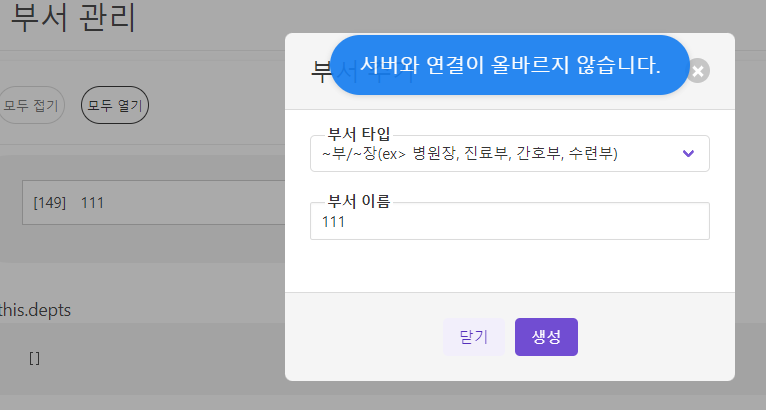 부서 관리
모두 접기
모두 열기
[149] 111
this.depts
[]
서버와 연결이 올바르지 않습니다.
부서 타입
~부/~장(ex> 병원장, 진료부, 간호부, 수련부)
부서 이름
111
닫기
생성